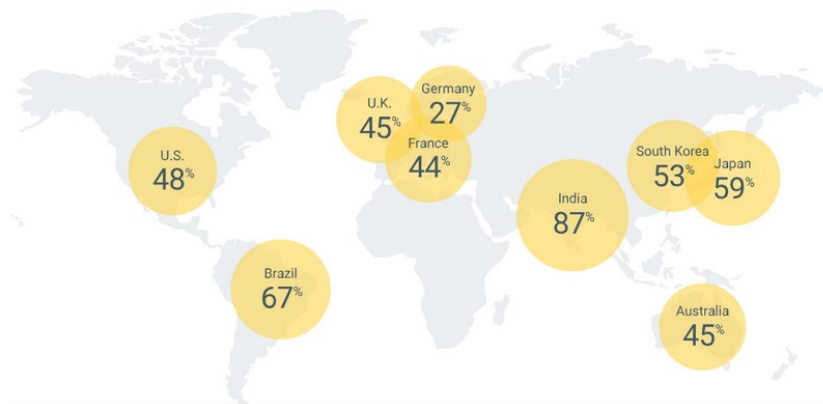 Germany
27%
U.K.
45%
France
44%
U.S.
48%
South Korea
53%
Japan
59%
India
87%
Brazil
67%
Australia
45%